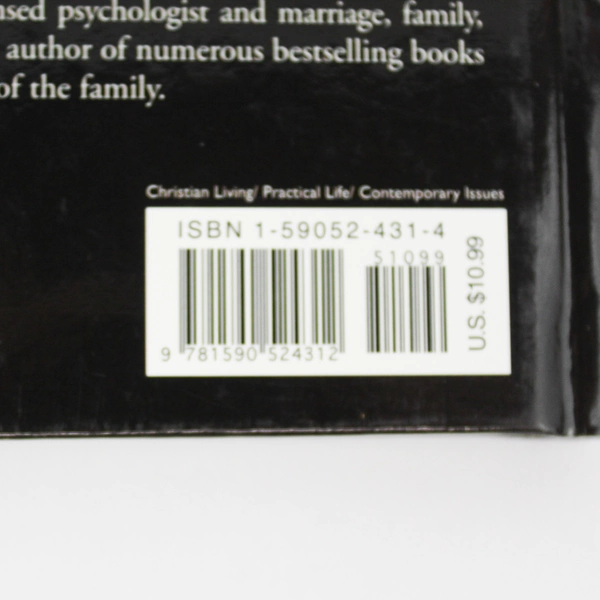 psychologist and marriage, family,
author of numerous bestselling books
of the family.
Christian Living/ Practical Life/ Contemporary Issues
ISBN 1-59052-431-4
51099
9 781590 524312
U.S. $10.99